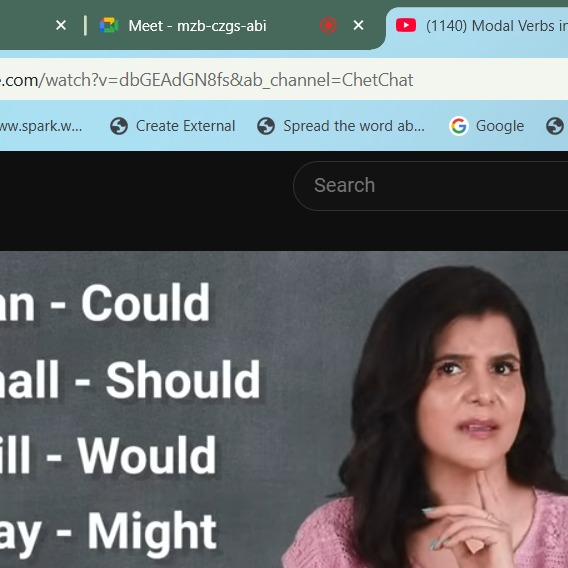 Meet - mzb-czgs-abi
(1140) Modal Verbs in
.com/watch?v=dbGEAdGN8fs&ab_channel=ChetChat
ww.spark.w... Create External Spread the word ab... Google
Search
an - Could
hall - Should
ill - Would
ay - Might